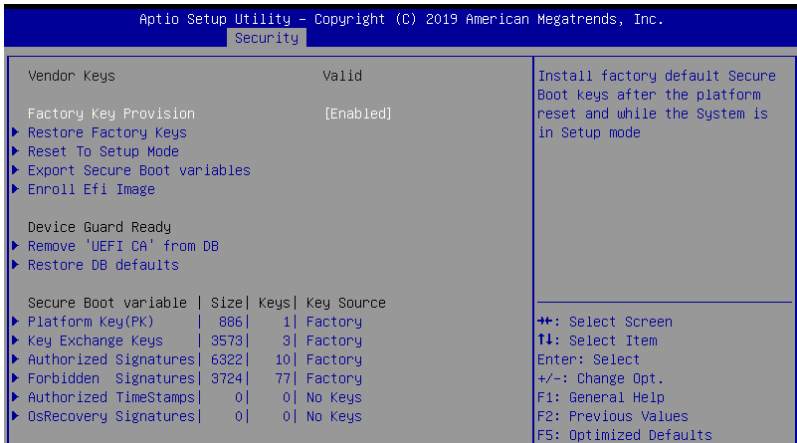 Aptio Setup Utility – Copyright (C) 2019 American Megatrends, Inc.
Security
Vendor Keys Valid
Factory Key Provision [Enabled]
Restore Factory Keys
Reset To Setup Mode
Export Secure Boot variables
Enroll Efi Image
Device Guard Ready
Remove 'UEFI CA' from DB
Restore DB defaults
Secure Boot variable | Size| Keys| Key Source
Platform Key(PK) | 886| 1| Factory
Key Exchange Keys | 3573| 3| Factory
Authorized Signatures| 6322| 10| Factory
Forbidden Signatures| 3724| 77| Factory
Authorized TimeStamps| 0| 0| No Keys
OsRecovery Signatures| 0| 0| No Keys
Install factory default Secure
Boot keys after the platform
reset and while the System is
in Setup mode
→←: Select Screen
↑↓: Select Item
Enter: Select
+/-: Change Opt.
F1: General Help
F2: Previous Values
F5: Optimized Defaults